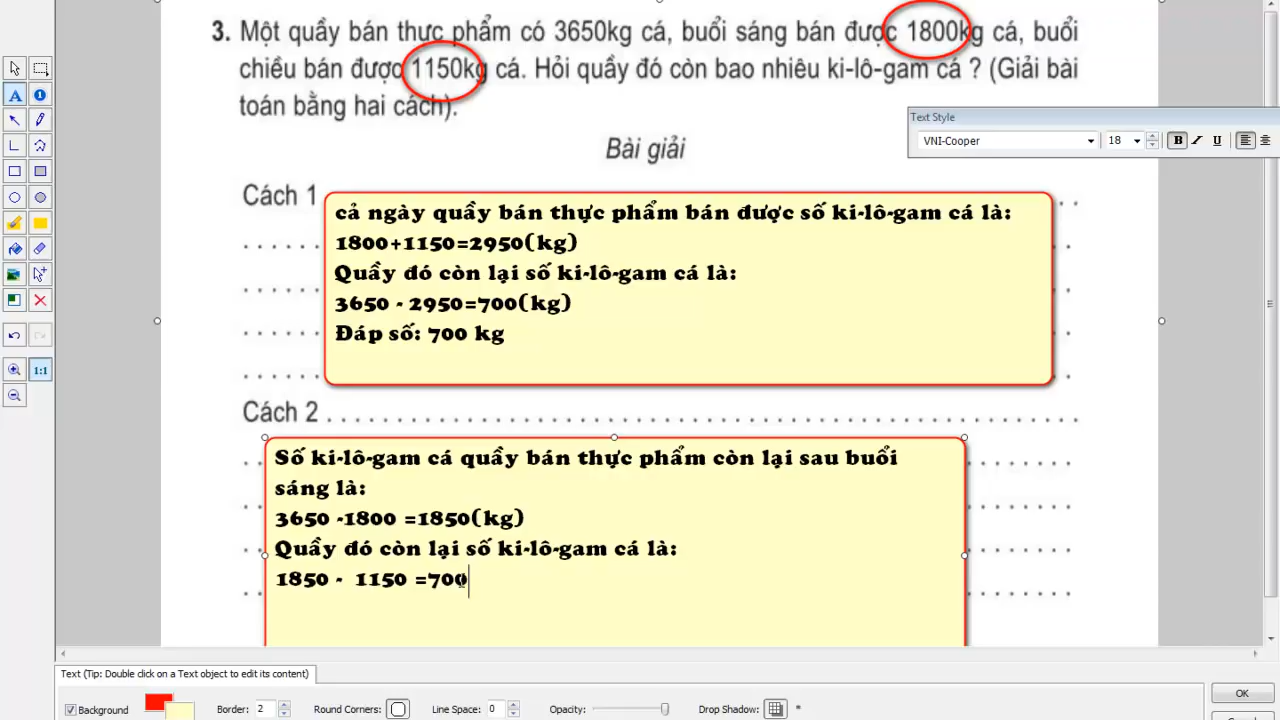 3. Một quầy bán thực phẩm có 3650kg cá, buổi sáng bán được 1800kg cá, buổi
chiều bán được 1150kg cá. Hỏi quầy đó còn bao nhiêu ki-lô-gam cá ? (Giải bài
toán bằng hai cách).
Text Style
VNI-Cooper 18 B I U
Bài giải
Cách 1
cả ngày quầy bán thực phẩm bán được số ki-lô-gam cá là:
1800+1150=2950(kg)
Quầy đó còn lại số ki-lô-gam cá là:
3650 - 2950=700(kg)
Đáp số: 700 kg
Cách 2
Số ki-lô-gam cá quầy bán thực phẩm còn lại sau buổi
sáng là:
3650 -1800 =1850(kg)
Quầy đó còn lại số ki-lô-gam cá là:
1850 - 1150 =700
A
1:1
Text (Tip: Double click on a Text object to edit its content)
OK
Background Border: 2 Round Corners: Line Space: 0 Opacity: Drop Shadow: